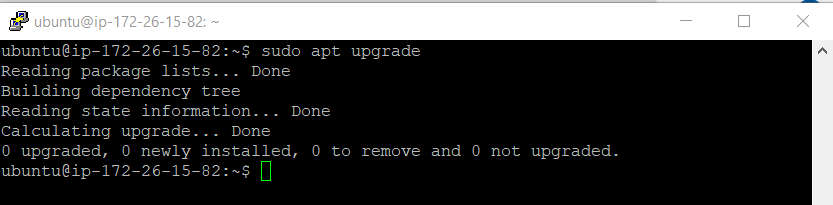 ubuntu@ip-172-26-15-82: ~
ubuntu@ip-172-26-15-82:~$ sudo apt upgrade
Reading package lists... Done
Building dependency tree
Reading state information... Done
Calculating upgrade... Done
0 upgraded, 0 newly installed, 0 to remove and 0 not upgraded.
ubuntu@ip-172-26-15-82:~$